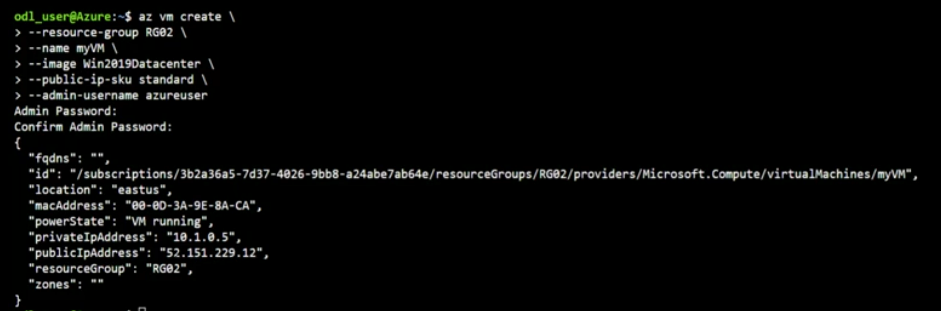 odl_user@Azure:~$ az vm create \
> --resource-group RG02 \
> --name myVM \
> --image Win2019Datacenter \
> --public-ip-sku standard \
> --admin-username azureuser
Admin Password:
Confirm Admin Password:
{
  "fqdns": "",
  "id": "/subscriptions/3b2a36a5-7d37-4026-9bb8-a24abe7ab64e/resourceGroups/RG02/providers/Microsoft.Compute/virtualMachines/myVM",
  "location": "eastus",
  "macAddress": "00-0D-3A-9E-8A-CA",
  "powerState": "VM running",
  "privateIpAddress": "10.1.0.5",
  "publicIpAddress": "52.151.229.12",
  "resourceGroup": "RG02",
  "zones": ""
}